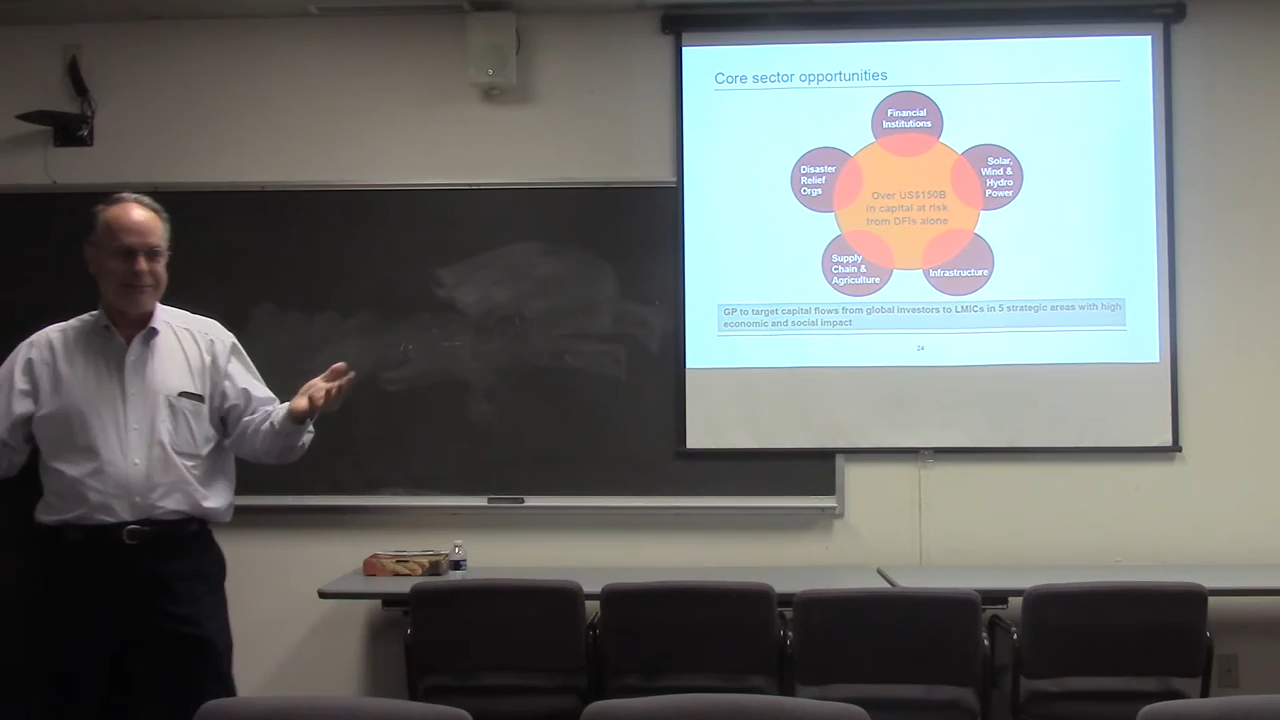 Core sector opportunities
Financial
Institutions
Disaster
Relief
Orgs
Solar,
Wind &
Hydro
Power
Over US$150B
in capital at risk
from DFIs alone
Supply
Chain &
Agriculture
Infrastructure
GP to target capital flows from global investors to LMICs in 5 strategic areas with high
economic and social impact
24